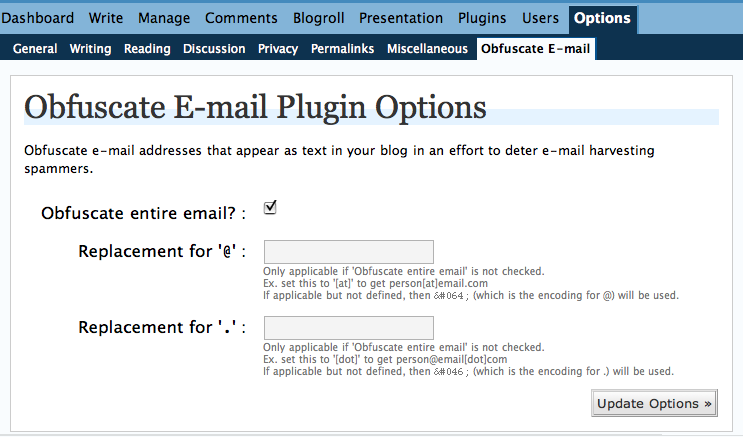 Dashboard Write Manage Comments Blogroll Presentation Plugins Users Options
General Writing Reading Discussion Privacy Permalinks Miscellaneous Obfuscate E-mail
Obfuscate E-mail Plugin Options
Obfuscate e-mail addresses that appear as text in your blog in an effort to deter e-mail harvesting
spammers.
Obfuscate entire email? :
Replacement for '@' :
Only applicable if 'Obfuscate entire email' is not checked.
Ex. set this to '[at]' to get person[at]email.com
If applicable but not defined, then &#064; (which is the encoding for @) will be used.
Replacement for '.' :
Only applicable if 'Obfuscate entire email' is not checked.
Ex. set this to '[dot]' to get person@email[dot]com
If applicable but not defined, then &#046; (which is the encoding for .) will be used.
Update Options »